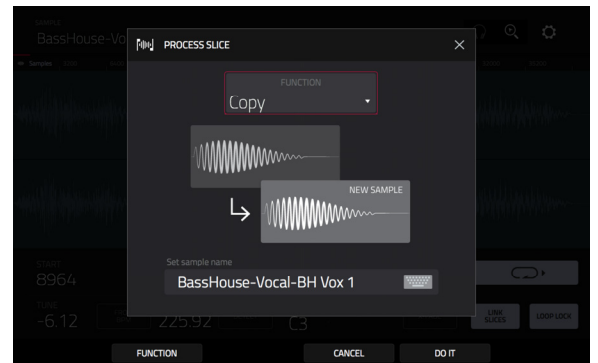 SAMPLE
BassHouse-Vo
PROCESS SLICE
Samples
FUNCTION
Copy
NEW SAMPLE
Set sample name
BassHouse-Vocal-BH Vox 1
START
8964
TUNE
-6.12
225.92
C3
LINK SLICES
LOOP LOCK
FUNCTION
CANCEL
DO IT